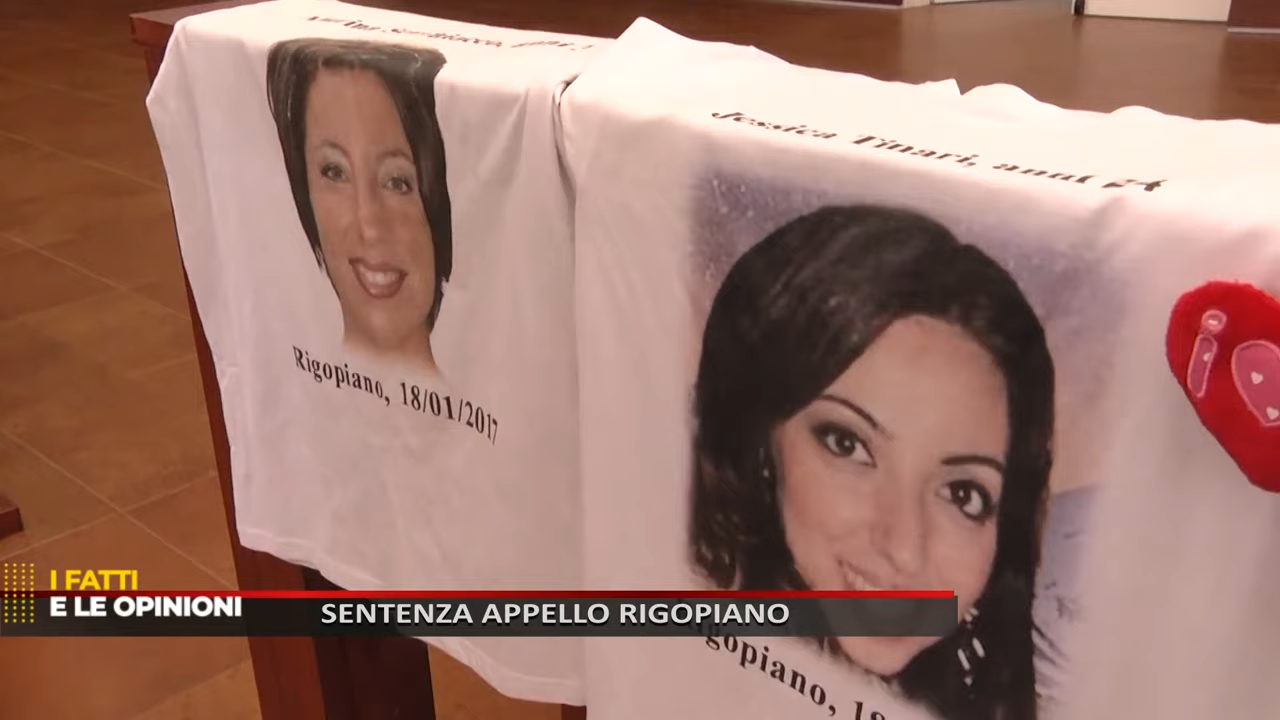 Jessica Tinari, anni 24
Rigopiano, 18/01/2017
I FATTI
E LE OPINIONI
SENTENZA APPELLO RIGOPIANO